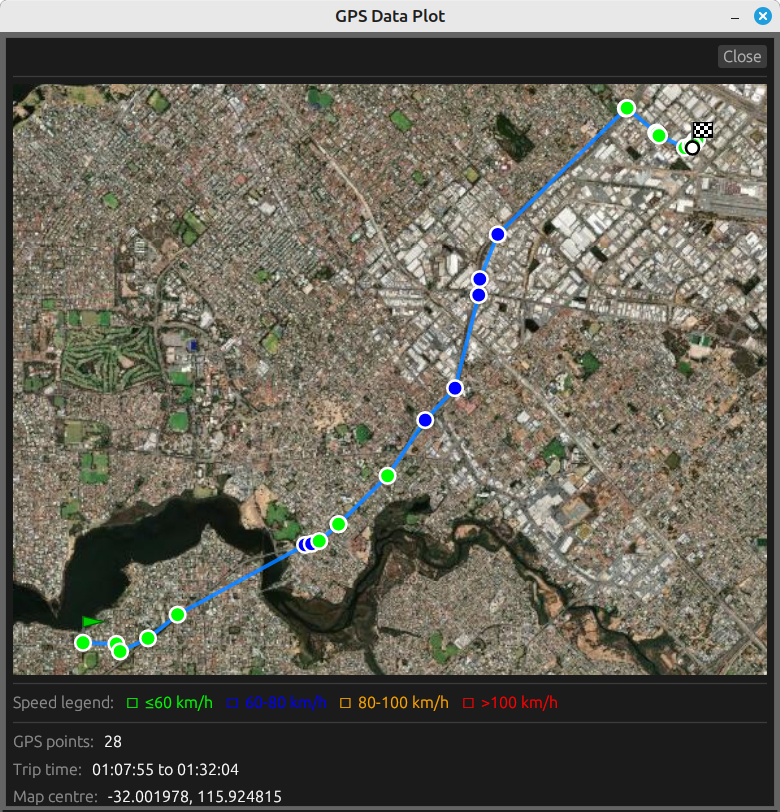 GPS Data Plot
Close
Speed legend: ≤60 km/h 60-80 km/h 80-100 km/h >100 km/h
GPS points: 28
Trip time: 01:07:55 to 01:32:04
Map centre: -32.001978, 115.924815